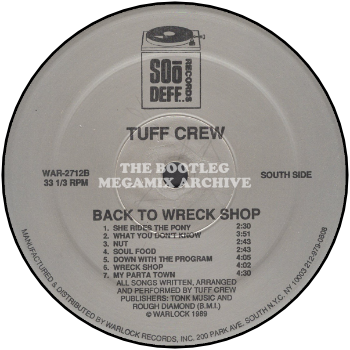 SOō
DEFF..
RECORDS
TUFF CREW
WAR-2712B
33 1/3 RPM
THE BOOTLEG
MEGAMIX ARCHIVE
SOUTH SIDE
BACK TO WRECK SHOP
1. SHE RIDES THE PONY 2:30
2. WHAT YOU DON'T KNOW 3:51
3. NUT 2:43
4. SOUL FOOD 2:43
5. DOWN WITH THE PROGRAM 4:05
6. WRECK SHOP 4:02
7. MY PART A TOWN 4:30
ALL SONGS WRITTEN, ARRANGED
AND PERFORMED BY TUFF CREW
PUBLISHERS: TONK MUSIC AND
ROUGH DIAMOND (B.M.I.)
© WARLOCK 1989
MANUFACTURED & DISTRIBUTED BY WARLOCK RECORDS, INC. 200 PARK AVE. SOUTH N.Y.C. NY 10003 212-979-0808